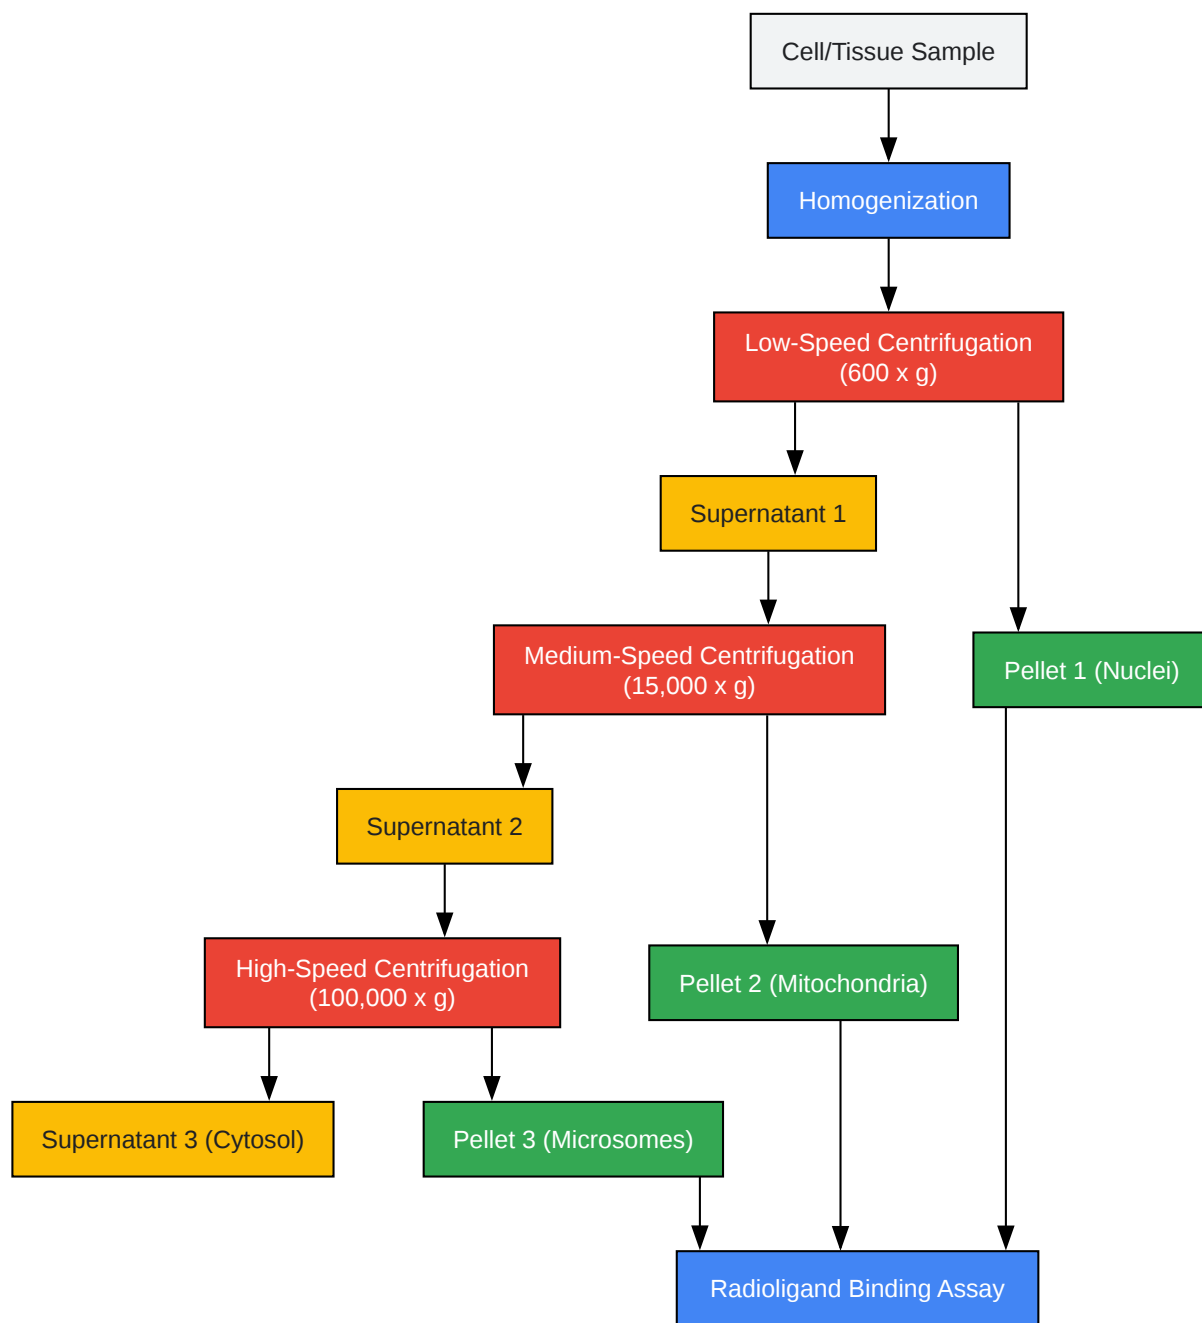 Cell/Tissue Sample
Homogenization
Low-Speed Centrifugation
(600 x g)
Supernatant 1
Medium-Speed Centrifugation
(15,000 x g)
Pellet 1 (Nuclei)
Supernatant 2
High-Speed Centrifugation
(100,000 x g)
Pellet 2 (Mitochondria)
Supernatant 3 (Cytosol)
Pellet 3 (Microsomes)
Radioligand Binding Assay